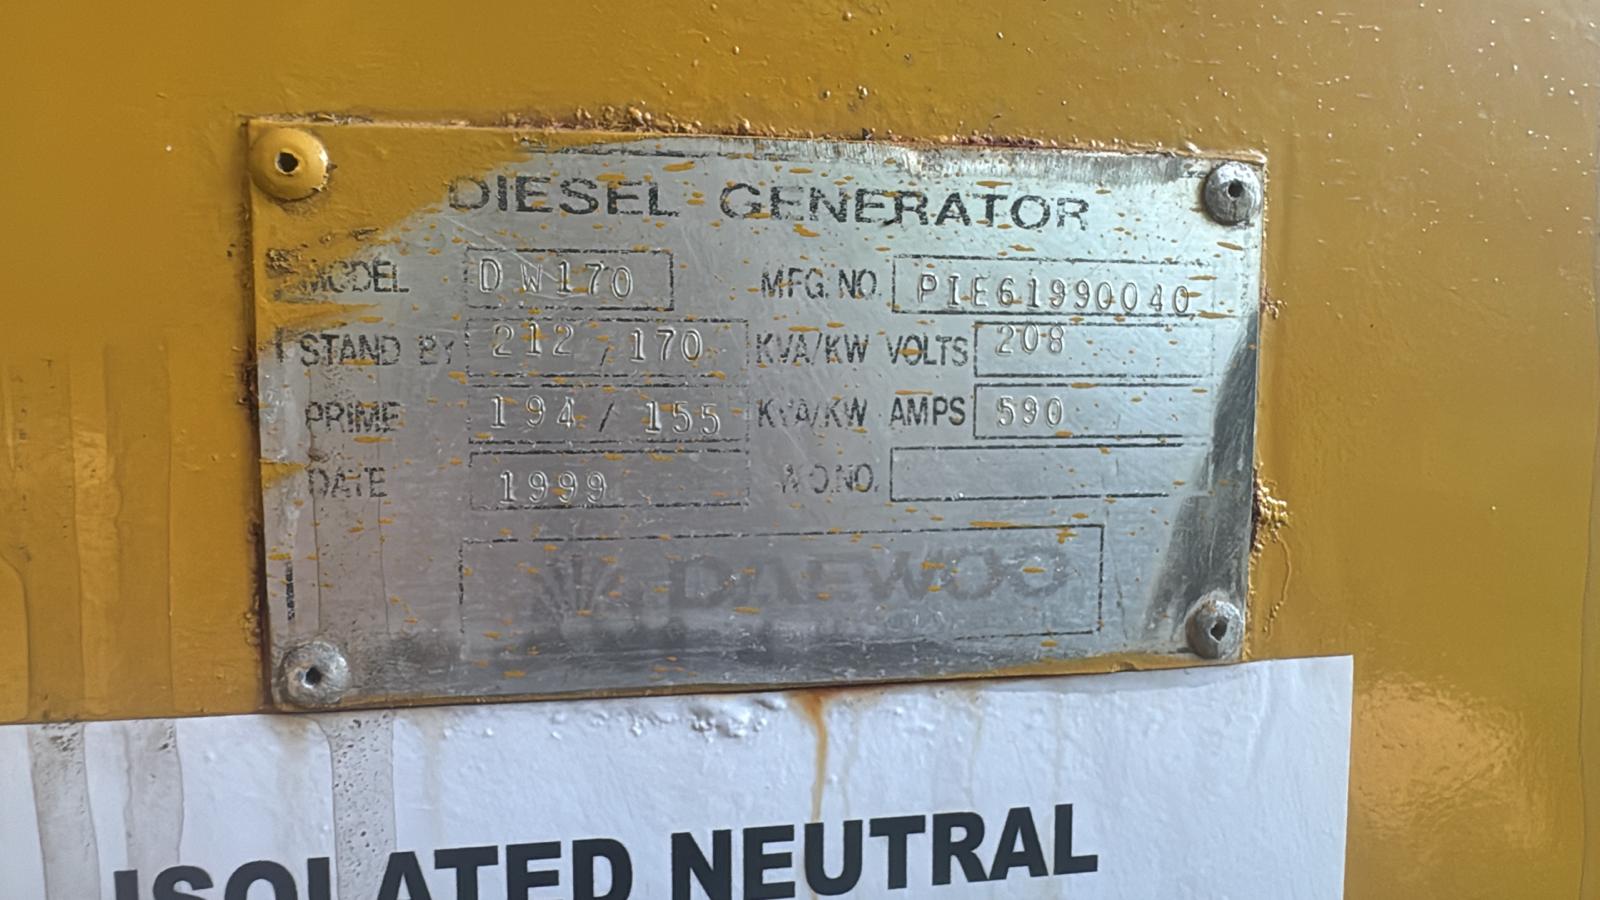 DIESEL GENERATOR
MODEL DW170 MFG. NO. PIE61990040
STAND BY 212 / 170 KVA/KW VOLTS 208
PRIME 194 / 155 KVA/KW AMPS 590
DATE 1999 W.O.NO.
DAEWOO
ISOLATED NEUTRAL